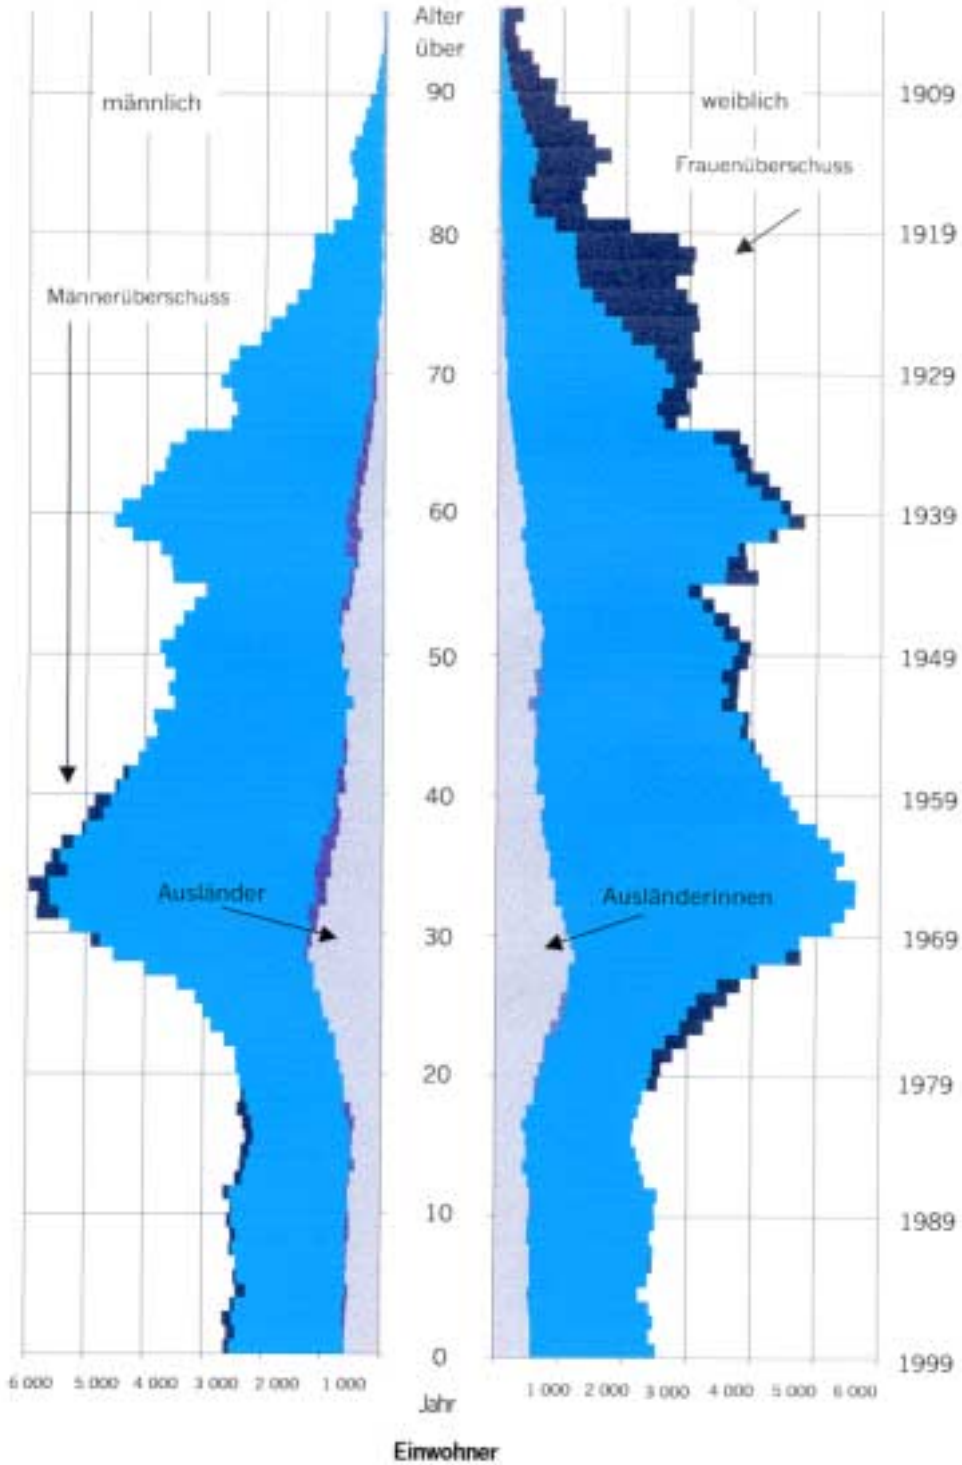 Alter
über
90
männlich
weiblich
1909
Frauenüberschuss
80
1919
Männerüberschuss
70
1929
60
1939
50
1949
40
1959
Ausländer
Ausländerinnen
30
1969
20
1979
10
1989
0
1999
6 000 5 000 4 000 3 000 2 000 1 000
1 000 2 000 3 000 4 000 5 000 6 000
Jahr
Einwohner